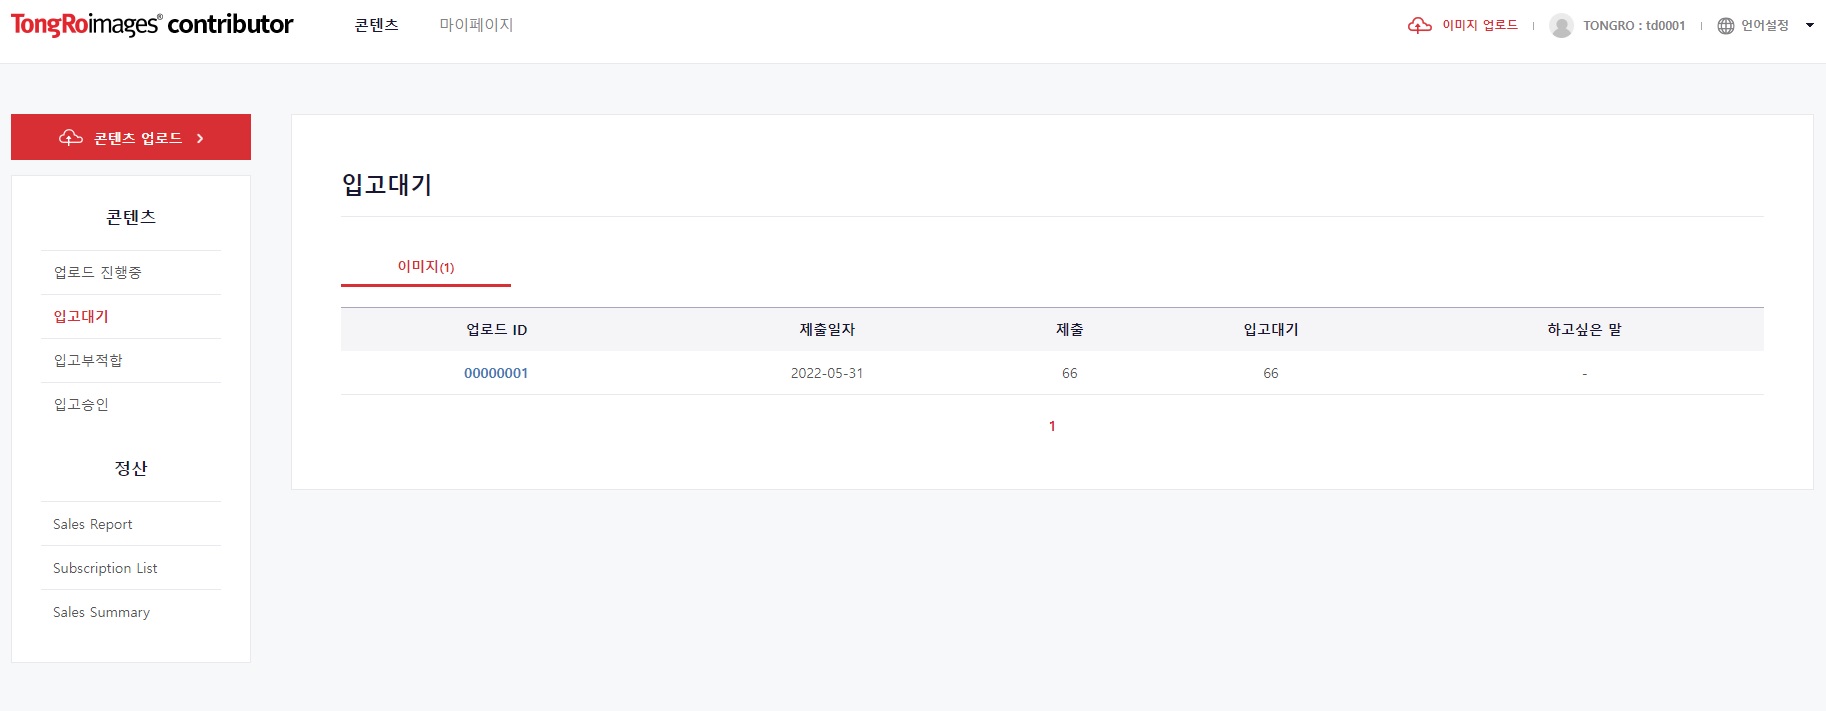 TongRoimages® contributor 콘텐츠 마이페이지 이미지 업로드 TONGRO : td0001 언어설정
콘텐츠 업로드
콘텐츠
업로드 진행중
입고대기
입고부적합
입고승인
정산
Sales Report
Subscription List
Sales Summary
입고대기
이미지(1)
업로드 ID 제출일자 제출 입고대기 하고싶은 말
00000001 2022-05-31 66 66 -
1